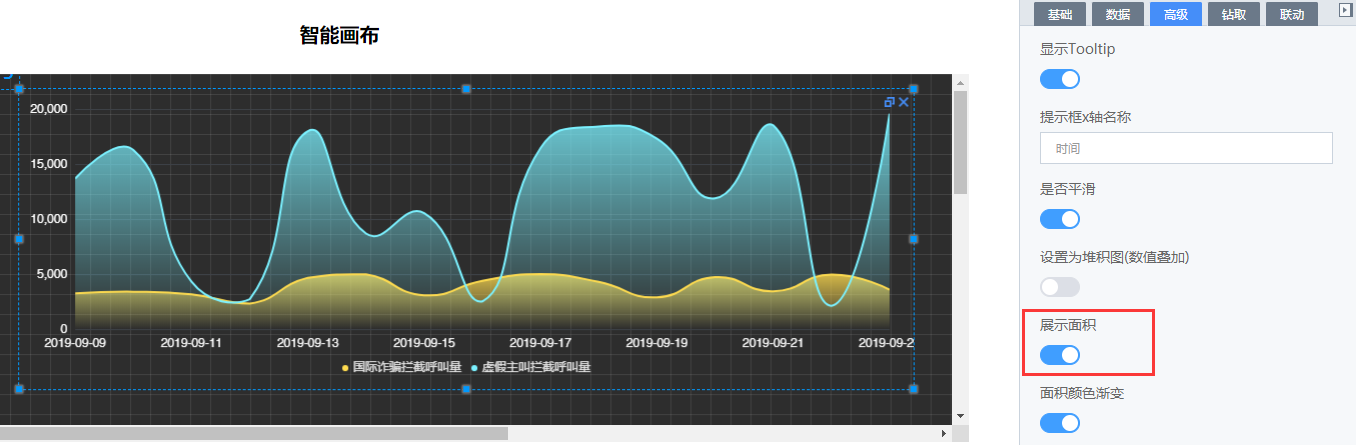 智能画布
20,000
15,000
10,000
5,000
0
2019-09-09 2019-09-11 2019-09-13 2019-09-15 2019-09-17 2019-09-19 2019-09-21 2019-09-2
国际诈骗拦截呼叫量 虚假主叫拦截呼叫量
基础 数据 高级 钻取 联动
显示Tooltip
提示框x轴名称
时间
是否平滑
设置为堆积图(数值叠加)
展示面积
面积颜色渐变